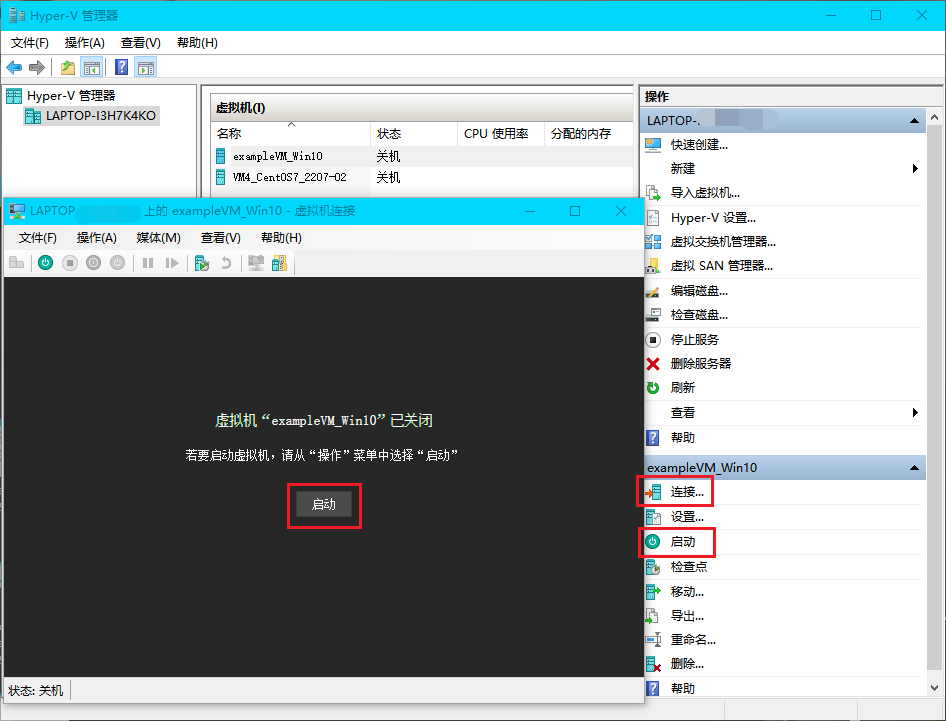 Hyper-V 管理器
文件(F) 操作(A) 查看(V) 帮助(H)
Hyper-V 管理器
LAPTOP-I3H7K4KO
虚拟机(I)
名称 状态 CPU 使用率 分配的内存
exampleVM_Win10 关机
VM4_CentOS7_2207-02 关机
LAPTOP 上的 exampleVM_Win10 - 虚拟机连接
文件(F) 操作(A) 媒体(M) 查看(V) 帮助(H)
虚拟机“exampleVM_Win10”已关闭
若要启动虚拟机，请从“操作”菜单中选择“启动”
启动
状态: 关机
操作
LAPTOP-.
快速创建...
新建
导入虚拟机...
Hyper-V 设置...
虚拟交换机管理器...
虚拟 SAN 管理器...
编辑磁盘...
检查磁盘...
停止服务
删除服务器
刷新
查看
帮助
exampleVM_Win10
连接...
设置...
启动
检查点
移动...
导出...
重命名...
删除...
帮助